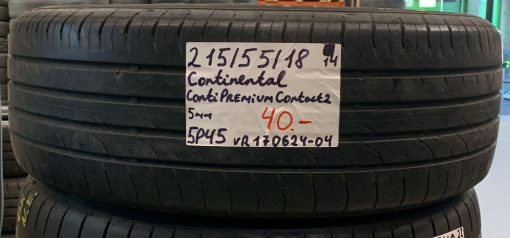 215/55/18 14
Continental
ContiPREMIUMContact2
5mm 40.-
5P45 VR170624-04